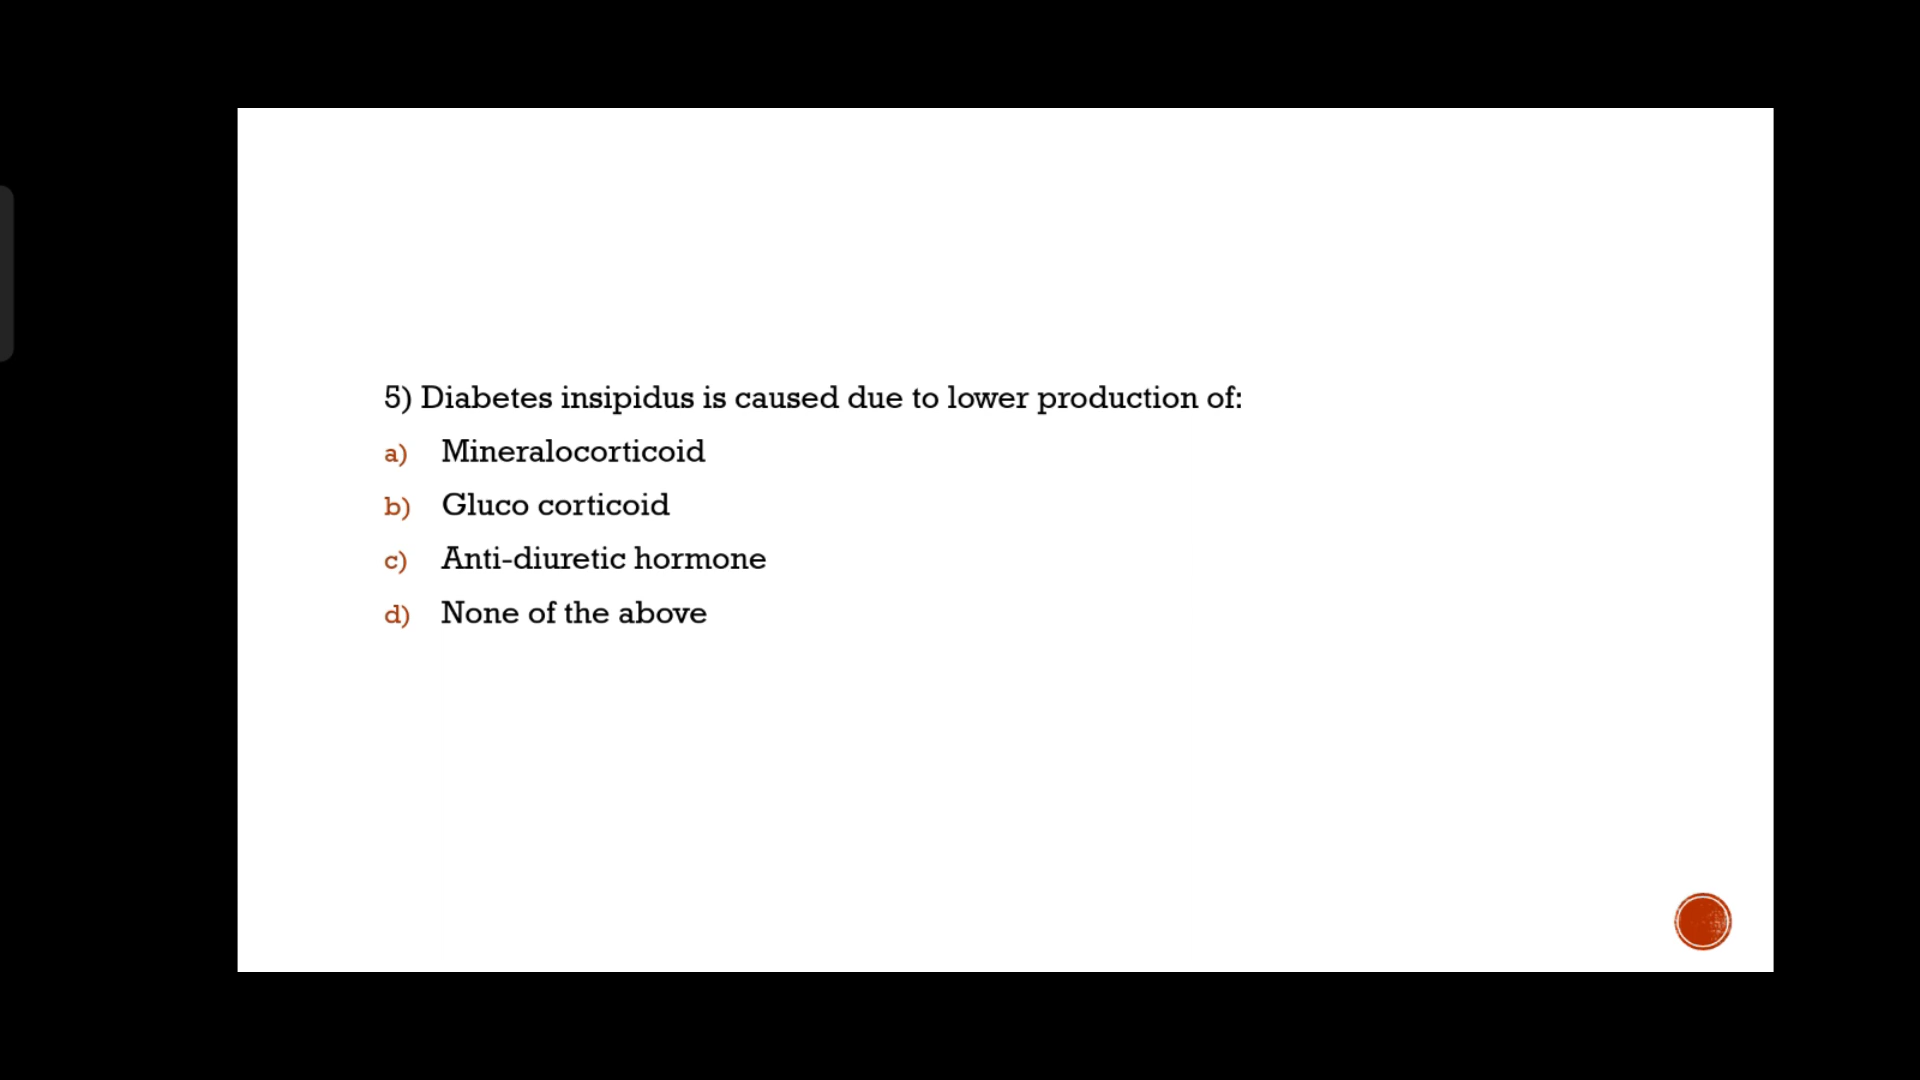 5) Diabetes insipidus is caused due to lower production of:
a) Mineralocorticoid
b) Gluco corticoid
c) Anti-diuretic hormone
d) None of the above